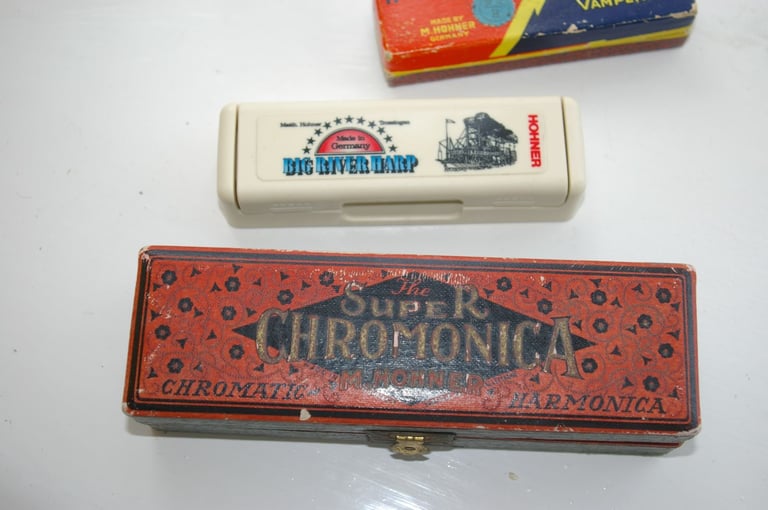 VAMPER
MADE BY
M. HOHNER
GERMANY
Matth. Hohner Trossingen
Made in
Germany
BIG RIVER HARP
HOHNER
The
SUPER
CHROMONICA
M. HOHNER
CHROMATIC HARMONICA